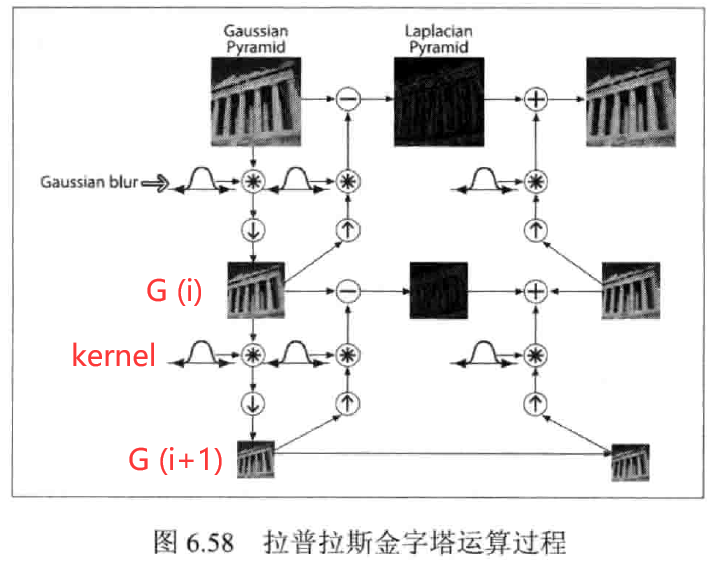 Gaussian
Pyramid
Laplacian
Pyramid
Gaussian blur
G (i)
kernel
G (i+1)
图 6.58 拉普拉斯金字塔运算过程